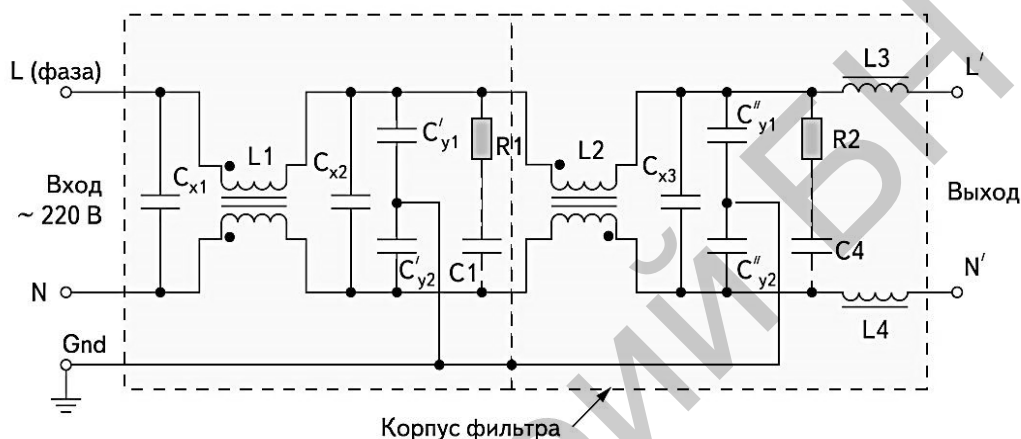 L (фаза)
Вход
~ 220 В
N
Gnd
Cx1
L1
Cx2
C′y1
C′y2
R1
C1
L2
Cx3
C″y1
C″y2
R2
C4
L3
L′
Выход
N′
L4
Корпус фильтра